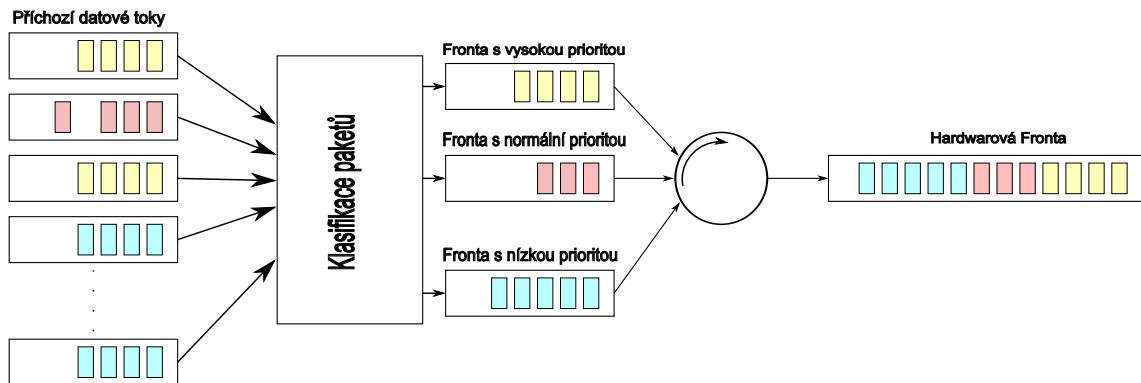 Příchozí datové toky
Klasifikace paketů
Fronta s vysokou prioritou
Fronta s normální prioritou
Fronta s nízkou prioritou
Hardwarová Fronta